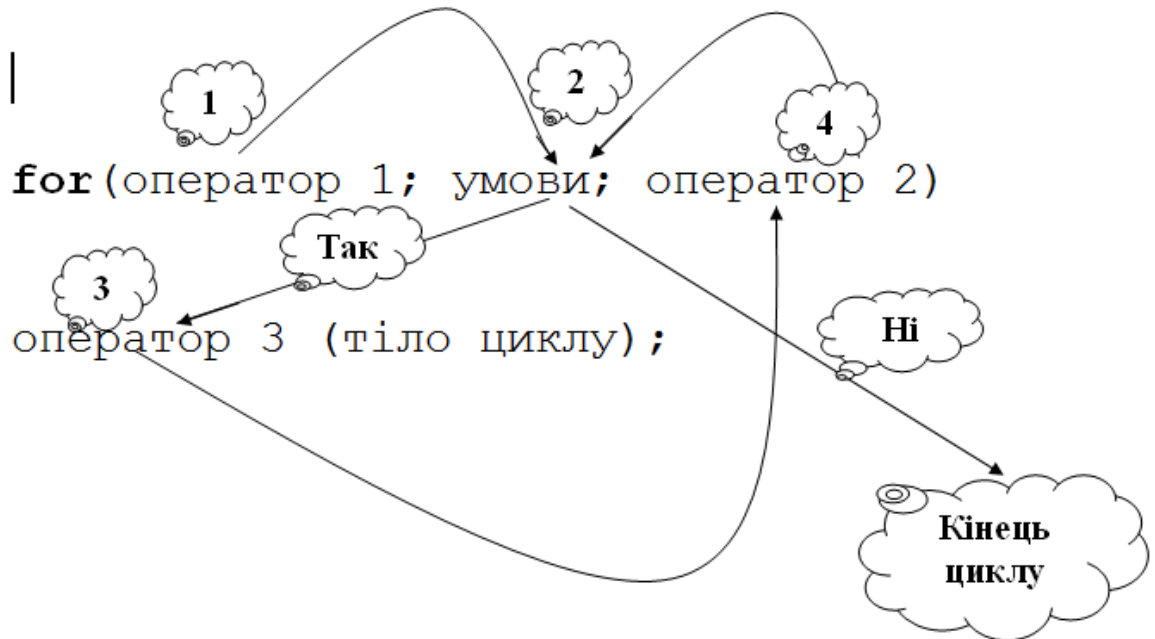 1
2
4
for(оператор 1; умови; оператор 2)
Так
3
оператор 3 (тіло циклу);
Ні
Кінець
циклу